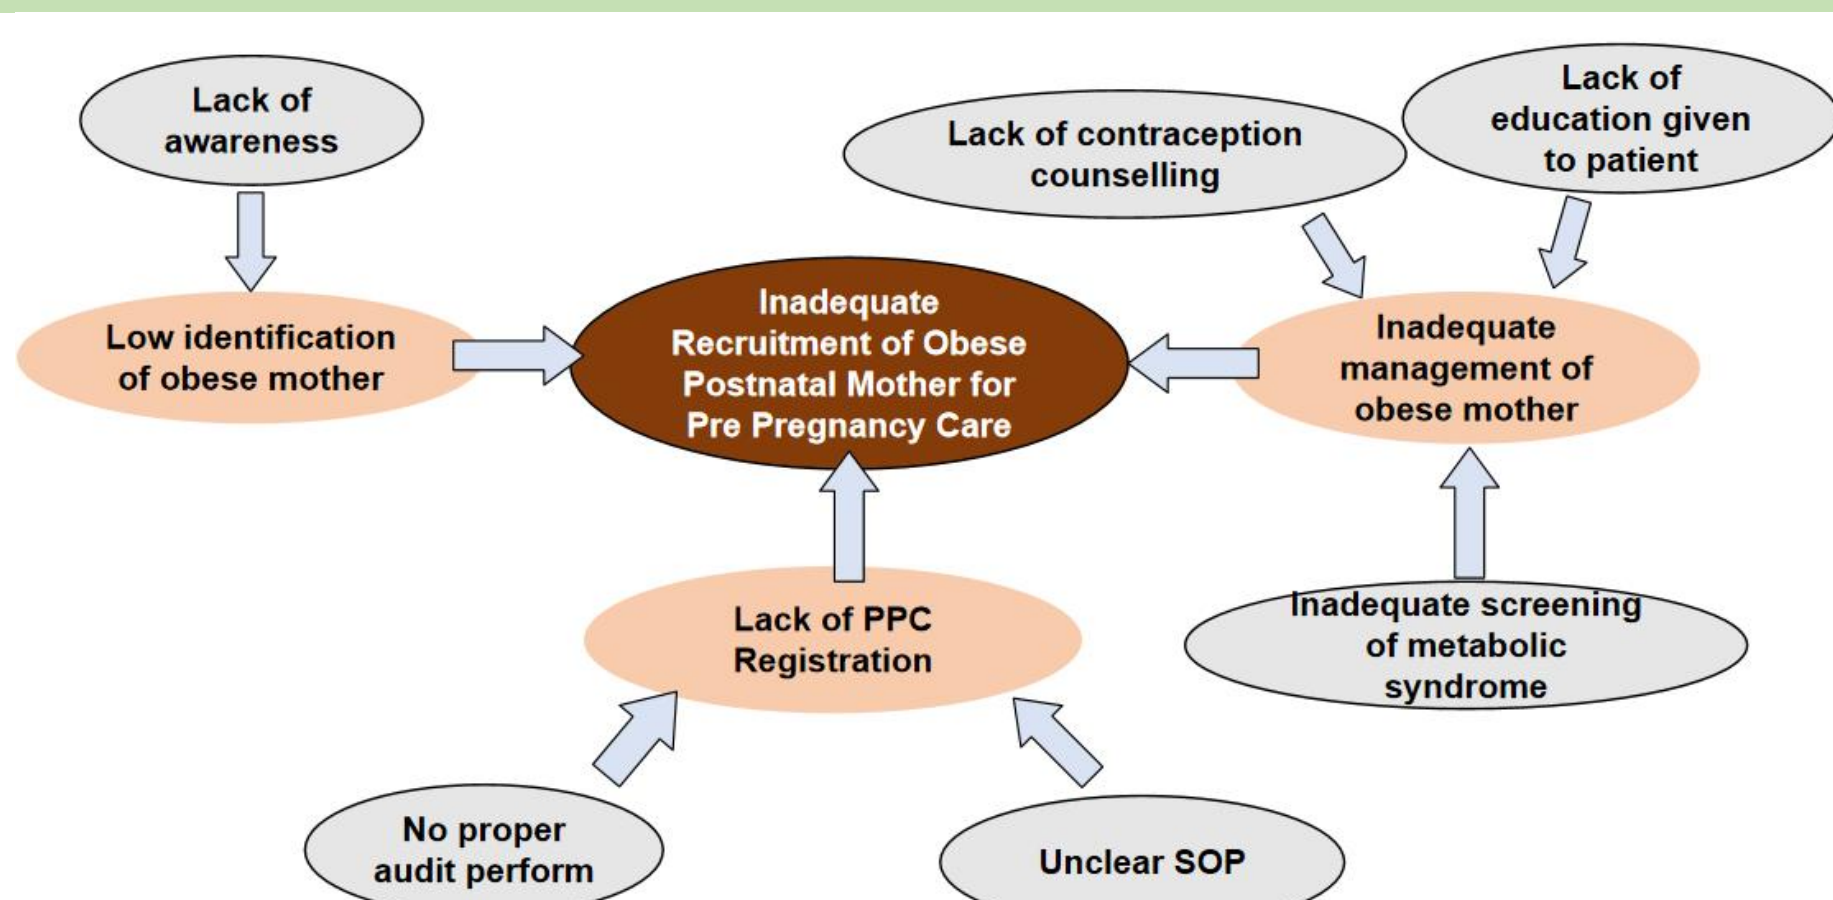 Lack of
awareness
Lack of contraception
counselling
Lack of
education given
to patient
Low identification
of obese mother
Inadequate
Recruitment of Obese
Postnatal Mother for
Pre Pregnancy Care
Inadequate
management of
obese mother
Lack of PPC
Registration
Inadequate screening
of metabolic
syndrome
No proper
audit perform
Unclear SOP